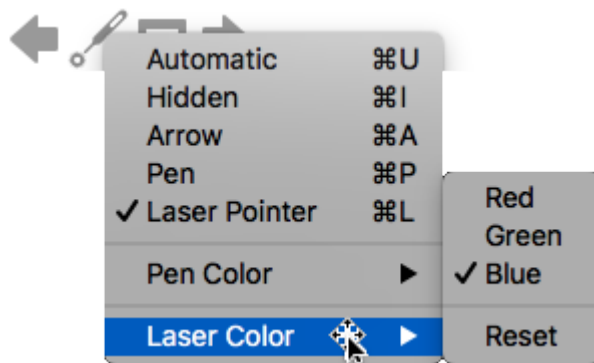 Automatic ⌘U
Hidden ⌘I
Arrow ⌘A
Pen ⌘P
✓ Laser Pointer ⌘L
Pen Color ▶
Laser Color ▶
Red
Green
✓ Blue
Reset